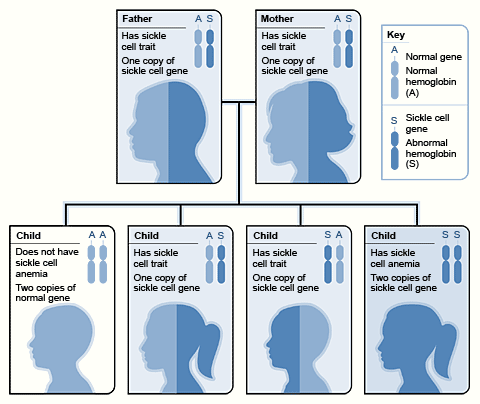 Father
A S
Has sickle
cell trait
One copy of
sickle cell gene
Mother
A S
Has sickle
cell trait
One copy of
sickle cell gene
Key
A
Normal gene
Normal
hemoglobin
(A)
S
Sickle cell
gene
Abnormal
hemoglobin
(S)
Child
A A
Does not have
sickle cell
anemia
Two copies of
normal gene
Child
A S
Has sickle
cell trait
One copy of
sickle cell gene
Child
S A
Has sickle
cell trait
One copy of
sickle cell gene
Child
S S
Has sickle
cell anemia
Two copies of
sickle cell gene